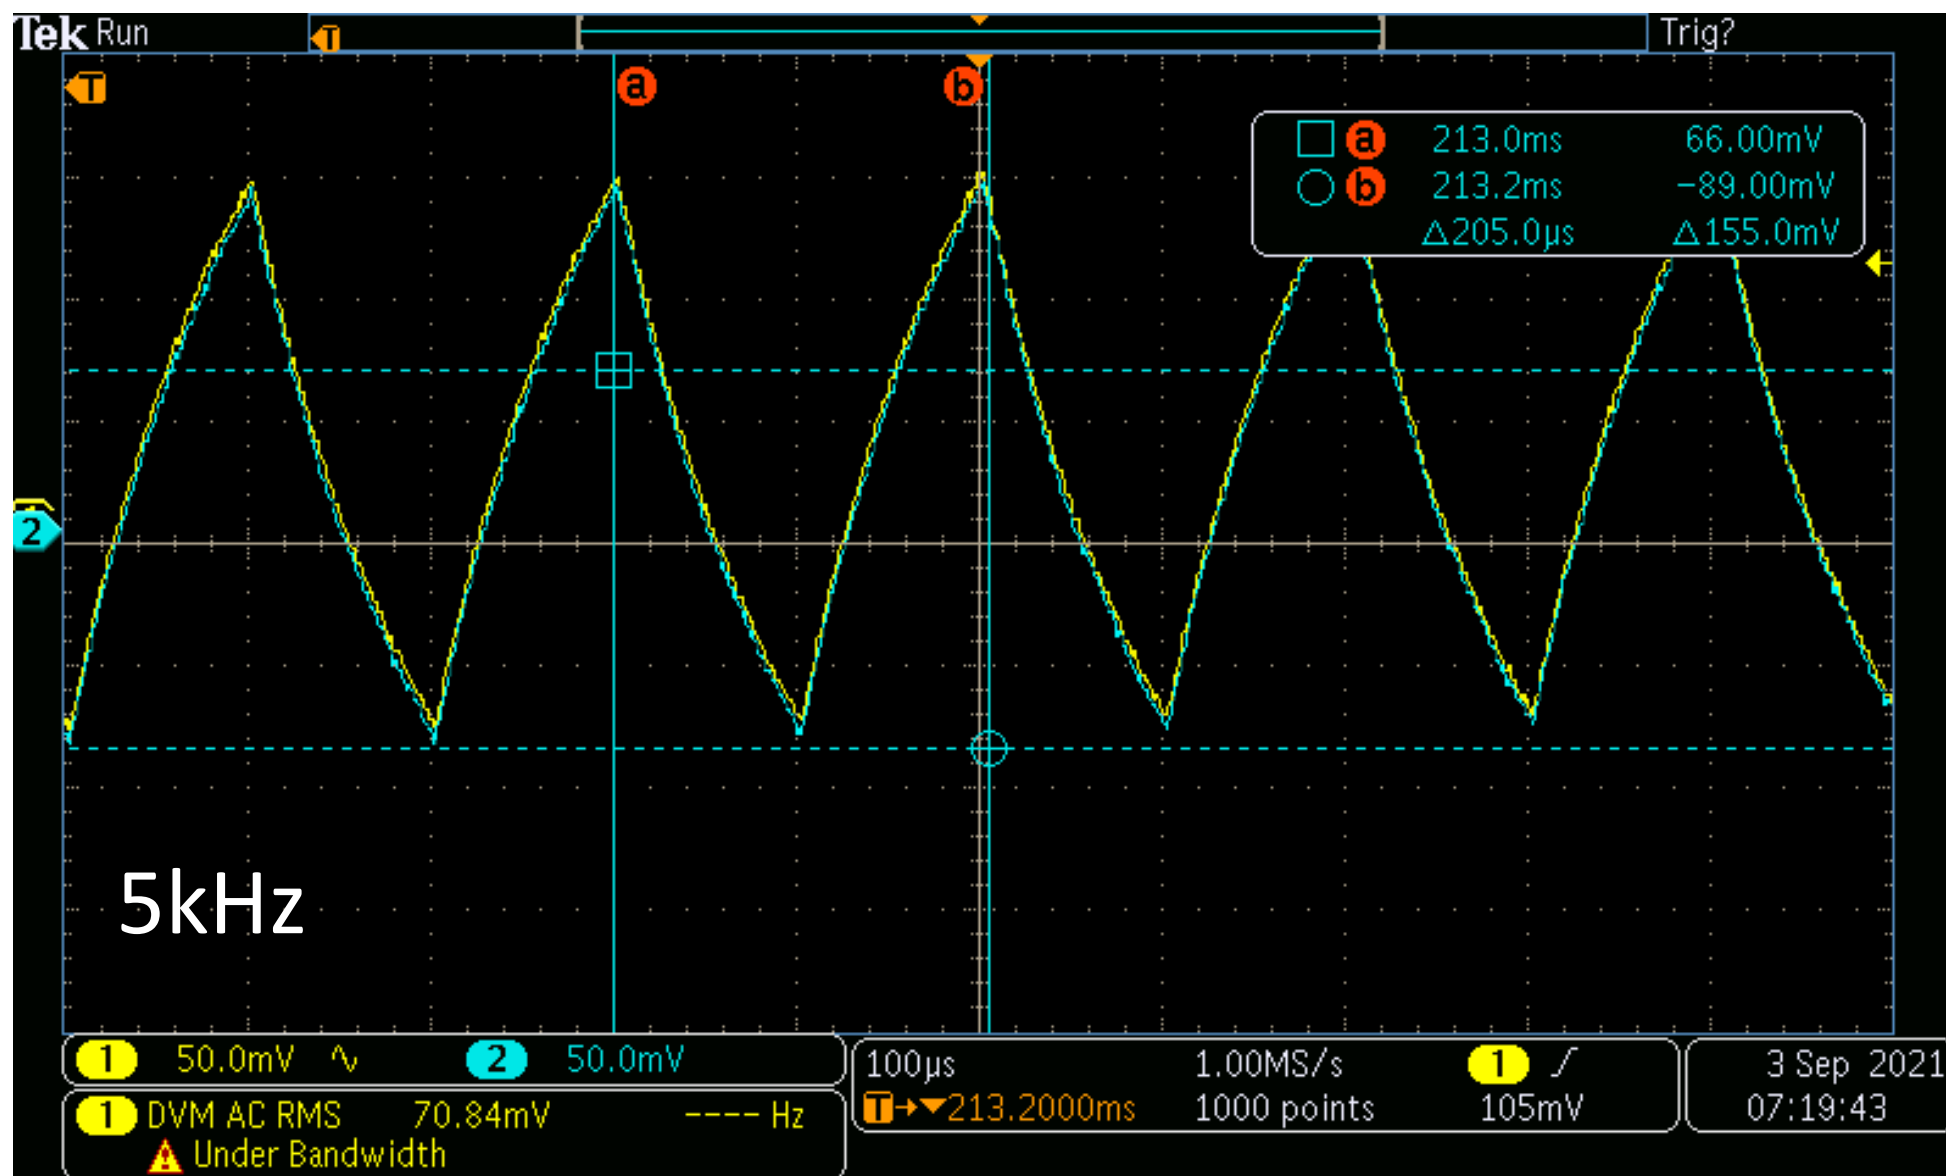 Tek Run Trig?
T
T a b
a 213.0ms 66.00mV
b 213.2ms −89.00mV
△205.0µs △155.0mV
2
5kHz
1 50.0mV 2 50.0mV
100µs 1.00MS/s 1
T 213.2000ms 1000 points 105mV
3 Sep 2021
07:19:43
1 DVM AC RMS 70.84mV ---- Hz
Under Bandwidth